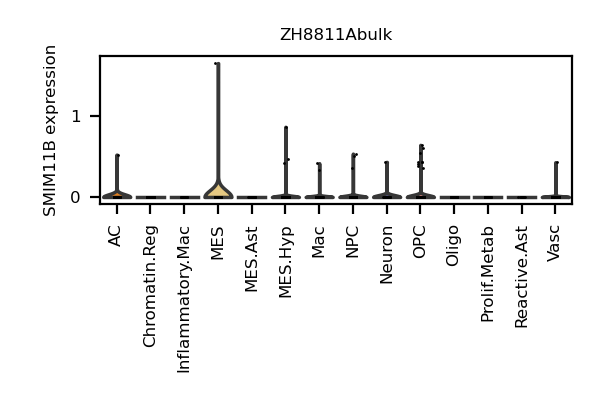 ZH8811Abulk
SMIM11B expression
1
0
AC
Chromatin.Reg
Inflammatory.Mac
MES
MES.Ast
MES.Hyp
Mac
NPC
Neuron
OPC
Oligo
Prolif.Metab
Reactive.Ast
Vasc